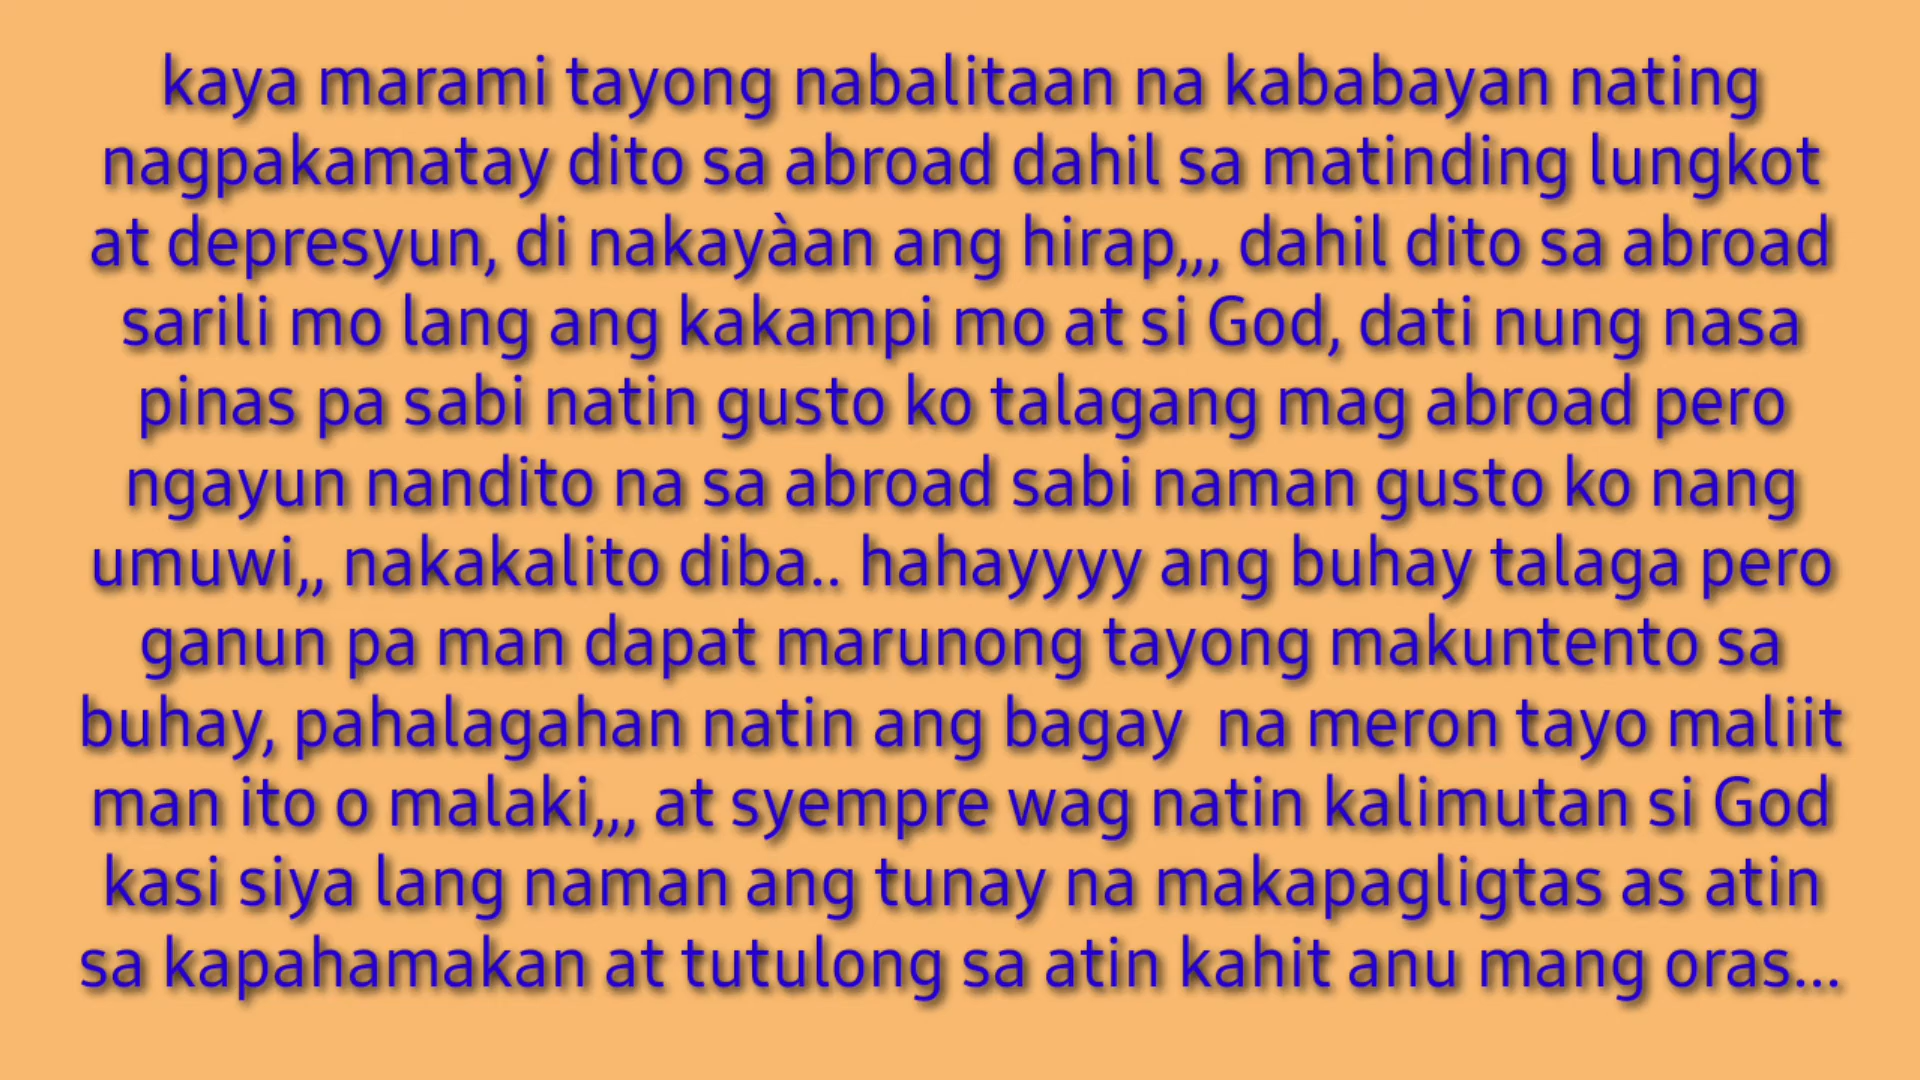 kaya marami tayong nabalitaan na kababayan nating
nagpakamatay dito sa abroad dahil sa matinding lungkot
at depresyun, di nakayàan ang hirap,,, dahil dito sa abroad
sarili mo lang ang kakampi mo at si God, dati nung nasa
pinas pa sabi natin gusto ko talagang mag abroad pero
ngayun nandito na sa abroad sabi naman gusto ko nang
umuwi,, nakakalito diba.. hahayyyy ang buhay talaga pero
ganun pa man dapat marunong tayong makuntento sa
buhay, pahalagahan natin ang bagay  na meron tayo maliit
man ito o malaki,,, at syempre wag natin kalimutan si God
kasi siya lang naman ang tunay na makapagligtas as atin
sa kapahamakan at tutulong sa atin kahit anu mang oras...